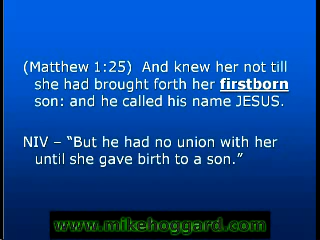 (Matthew 1:25)  And knew her not till
she had brought forth her firstborn
son: and he called his name JESUS.
NIV – “But he had no union with her
until she gave birth to a son.”
www.mikehoggard.com